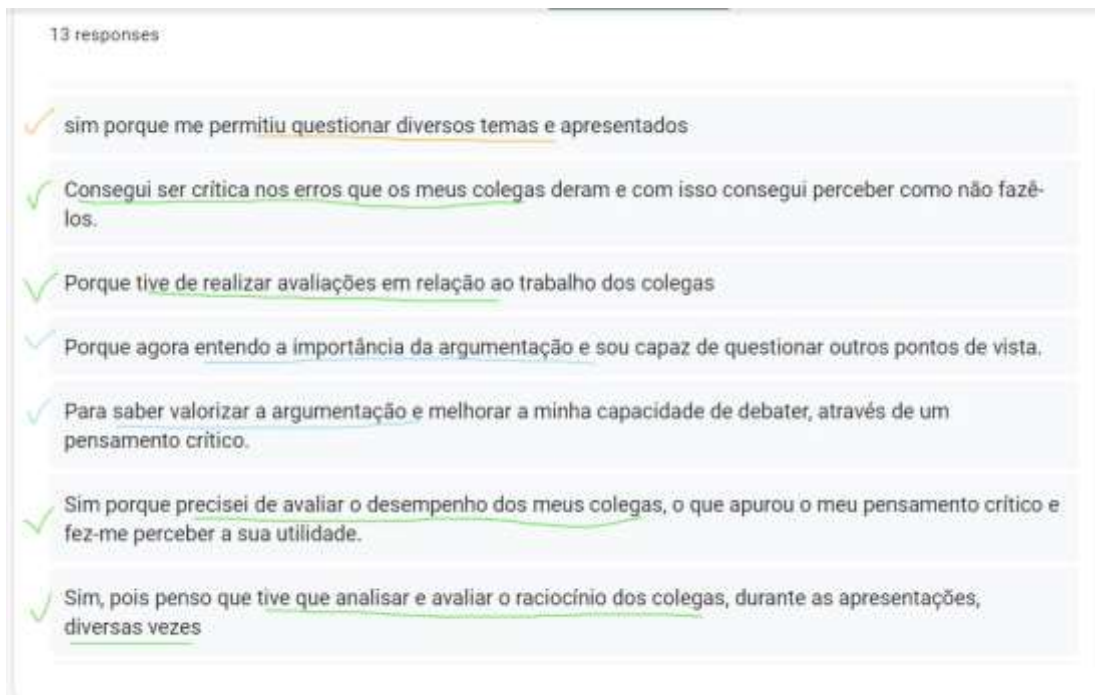 13 responses
sim porque me permitiu questionar diversos temas e apresentados
Consegui ser crítica nos erros que os meus colegas deram e com isso consegui perceber como não fazê-
los.
Porque tive de realizar avaliações em relação ao trabalho dos colegas
Porque agora entendo a importância da argumentação e sou capaz de questionar outros pontos de vista.
Para saber valorizar a argumentação e melhorar a minha capacidade de debater, através de um
pensamento crítico.
Sim porque precisei de avaliar o desempenho dos meus colegas, o que apurou o meu pensamento crítico e
fez-me perceber a sua utilidade.
Sim, pois penso que tive que analisar e avaliar o raciocínio dos colegas, durante as apresentações,
diversas vezes